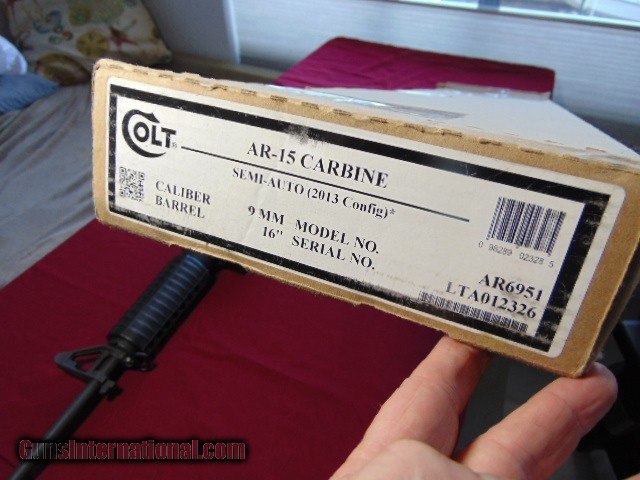 COLT
AR-15 CARBINE
SEMI-AUTO (2013 Config)*
CALIBER 9 MM MODEL NO. AR6951
BARREL 16" SERIAL NO. LTA012326
0 98289 02328 5
GunsInternational.com